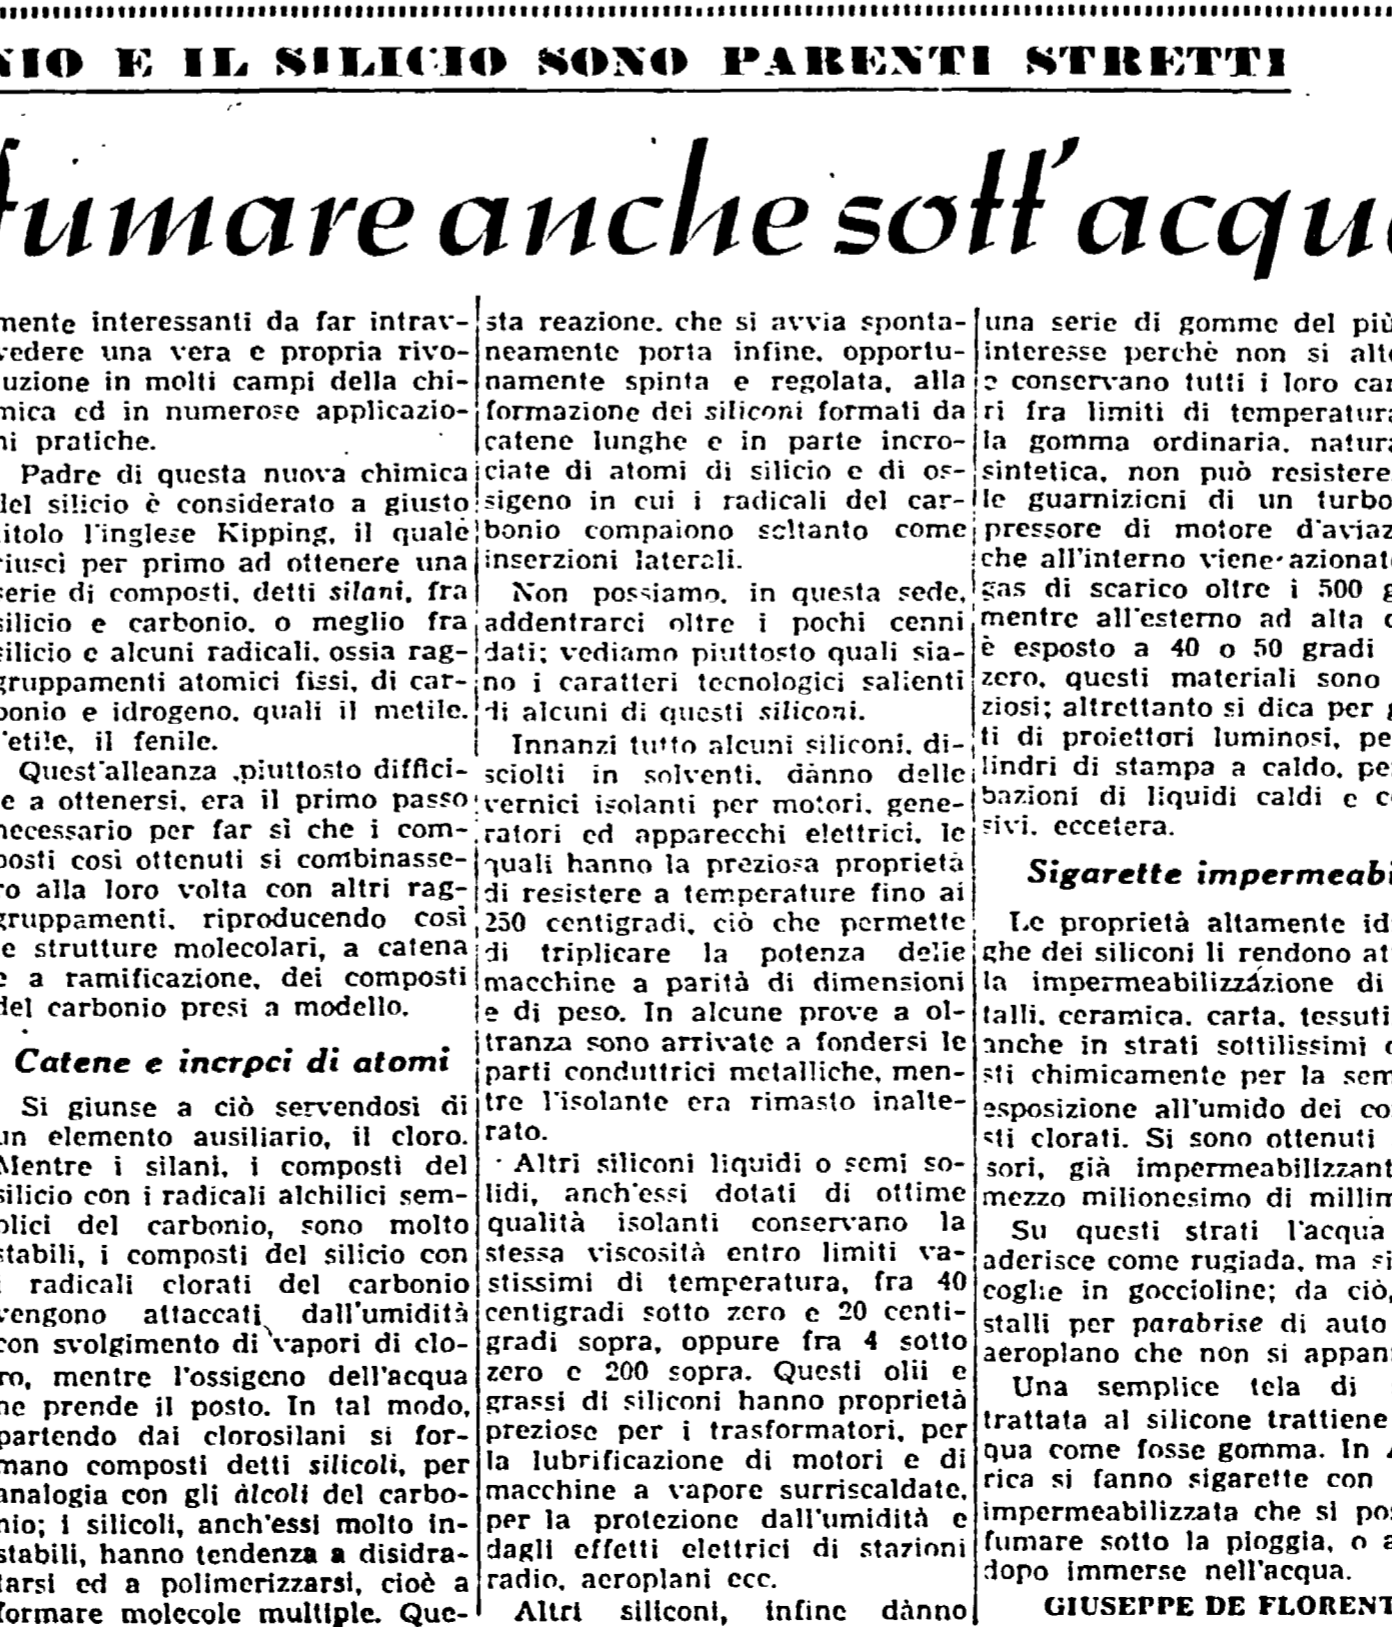 NIO E IL SILICIO SONO PARENTI STRETTI
fumare anche sott'acqu
mente interessanti da far intrav-
vedere una vera e propria rivo-
luzione in molti campi della chi-
mica ed in numerose applicazio-
ni pratiche.
Padre di questa nuova chimica
del silicio è considerato a giusto
titolo l'inglese Kipping, il quale
riuscì per primo ad ottenere una
serie di composti, detti silani, fra
silicio e carbonio, o meglio fra
silicio e alcuni radicali, ossia rag-
gruppamenti atomici fissi, di car-
bonio e idrogeno, quali il metile,
l'etile, il fenile.
Quest'alleanza piuttosto diffici-
le a ottenersi, era il primo passo
necessario per far sì che i com-
posti così ottenuti si combinasse-
ro alla loro volta con altri rag-
gruppamenti, riproducendo così
le strutture molecolari, a catena
e a ramificazione, dei composti
del carbonio presi a modello.
Catene e incroci di atomi
Si giunse a ciò servendosi di
un elemento ausiliario, il cloro.
Mentre i silani, i composti del
silicio con i radicali alchilici sem-
plici del carbonio, sono molto
stabili, i composti del silicio con
i radicali clorati del carbonio
vengono attaccati dall'umidità
con svolgimento di vapori di clo-
ro, mentre l'ossigeno dell'acqua
ne prende il posto. In tal modo,
partendo dai clorosilani si for-
mano composti detti silicoli, per
analogia con gli àlcoli del carbo-
nio; i silicoli, anch'essi molto in-
stabili, hanno tendenza a disidra-
tarsi ed a polimerizzarsi, cioè a
formare molecole multiple. Que-
sta reazione, che si avvia sponta-
neamente porta infine, opportu-
namente spinta e regolata, alla
formazione dei siliconi formati da
catene lunghe e in parte incro-
ciate di atomi di silicio e di os-
sigeno in cui i radicali del car-
bonio compaiono soltanto come
inserzioni laterali.
Non possiamo, in questa sede,
addentrarci oltre i pochi cenni
dati; vediamo piuttosto quali sia-
no i caratteri tecnologici salienti
di alcuni di questi siliconi.
Innanzi tutto alcuni siliconi, di-
sciolti in solventi, dànno delle
vernici isolanti per motori, gene-
ratori ed apparecchi elettrici, le
quali hanno la preziosa proprietà
di resistere a temperature fino ai
250 centigradi, ciò che permette
di triplicare la potenza delle
macchine a parità di dimensioni
e di peso. In alcune prove a ol-
tranza sono arrivate a fondersi le
parti conduttrici metalliche, men-
tre l'isolante era rimasto inalte-
rato.
Altri siliconi liquidi o semi so-
lidi, anch'essi dotati di ottime
qualità isolanti conservano la
stessa viscosità entro limiti va-
stissimi di temperatura, fra 40
centigradi sotto zero e 20 centi-
gradi sopra, oppure fra 4 sotto
zero e 200 sopra. Questi olii e
grassi di siliconi hanno proprietà
preziose per i trasformatori, per
la lubrificazione di motori e di
macchine a vapore surriscaldate,
per la protezione dall'umidità e
dagli effetti elettrici di stazioni
radio, aeroplani ecc.
Altri siliconi, infine dànno
una serie di gomme del più
interesse perchè non si alte
e conservano tutti i loro car
ri fra limiti di temperatura
la gomma ordinaria, natura
sintetica, non può resistere
le guarnizioni di un turbo
pressore di motore d'aviaz
che all'interno viene azionat
gas di scarico oltre i 500 g
mentre all'esterno ad alta
è esposto a 40 o 50 gradi
zero, questi materiali sono
ziosi; altrettanto si dica per g
ti di proiettori luminosi, pe
lindri di stampa a caldo, pe
bazioni di liquidi caldi e c
sivi, eccetera.
Sigarette impermeabi
Le proprietà altamente id
ghe dei siliconi li rendono at
la impermeabilizzazione di
talli, ceramica, carta, tessuti
anche in strati sottilissimi
sti chimicamente per la sem
esposizione all'umido dei co
sti clorati. Si sono ottenuti
sori, già impermeabilizzant
mezzo milionesimo di millim
Su questi strati l'acqua
aderisce come rugiada, ma si
coglie in goccioline; da ciò,
stalli per parabrise di auto
aeroplano che non si appan
Una semplice tela di
trattata al silicone trattiene
qua come fosse gomma. In A
rica si fanno sigarette con
impermeabilizzata che si pos
fumare sotto la pioggia, o a
dopo immerse nell'acqua.
GIUSEPPE DE FLORENT